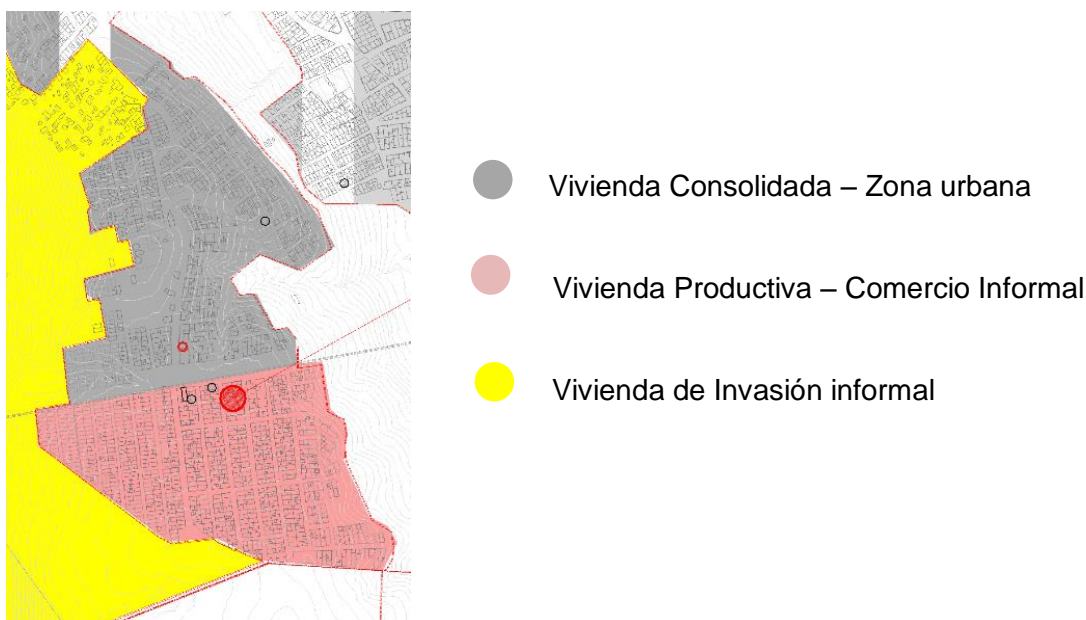 Vivienda Consolidada – Zona urbana
Vivienda Productiva – Comercio Informal
Vivienda de Invasión informal